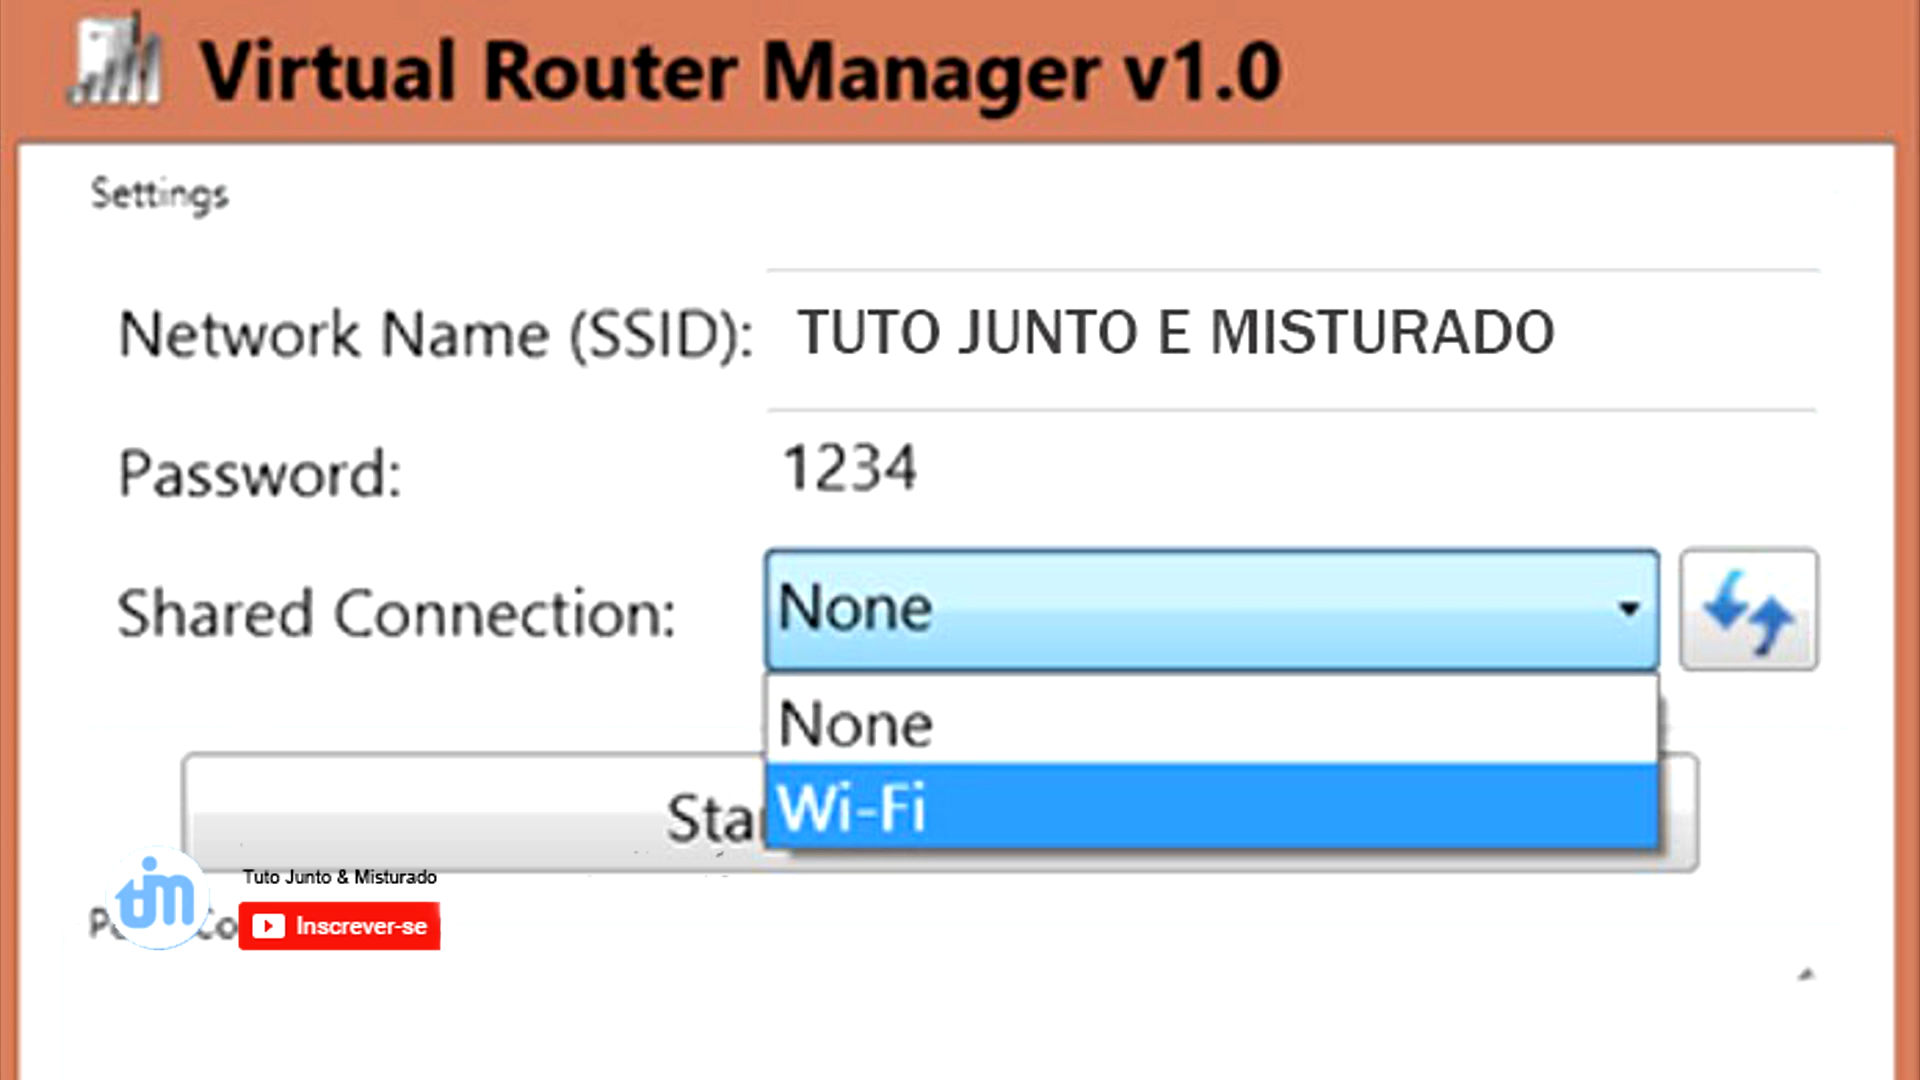 Virtual Router Manager v1.0
Settings
Network Name (SSID): TUTO JUNTO E MISTURADO
Password: 1234
Shared Connection: None
None
Wi-Fi
Tuto Junto & Misturado
Inscrever-se